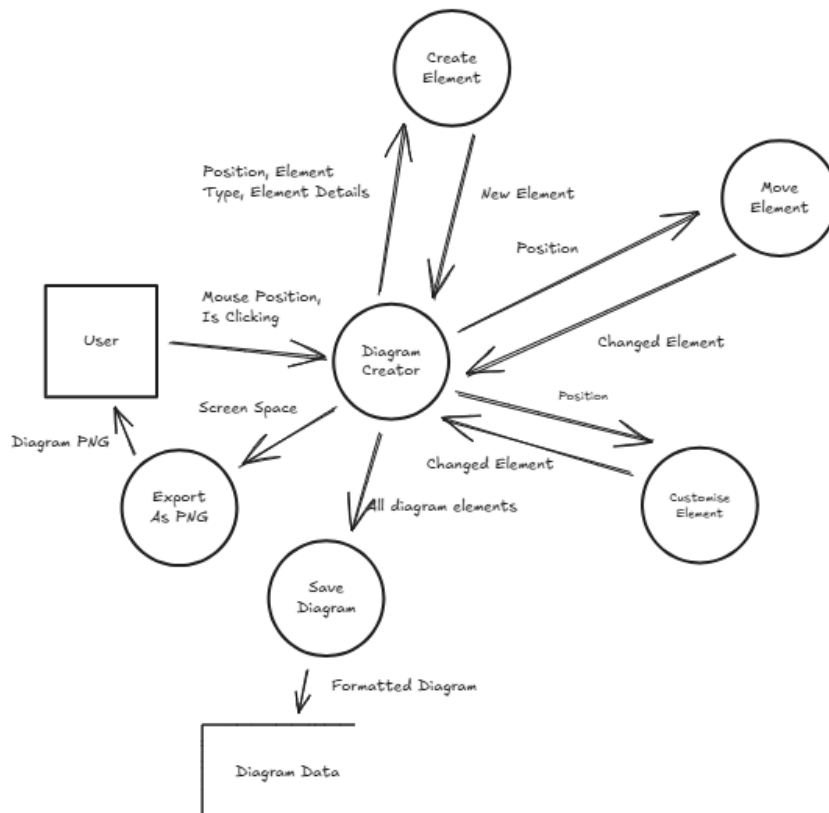 Create
Element
Position, Element
Type, Element Details
New Element
Move
Element
Position
Mouse Position,
Is Clicking
User
Diagram
Creator
Changed Element
Screen Space
Position
Diagram PNG
Changed Element
Export
As PNG
All diagram elements
Customise
Element
Save
Diagram
Formatted Diagram
Diagram Data